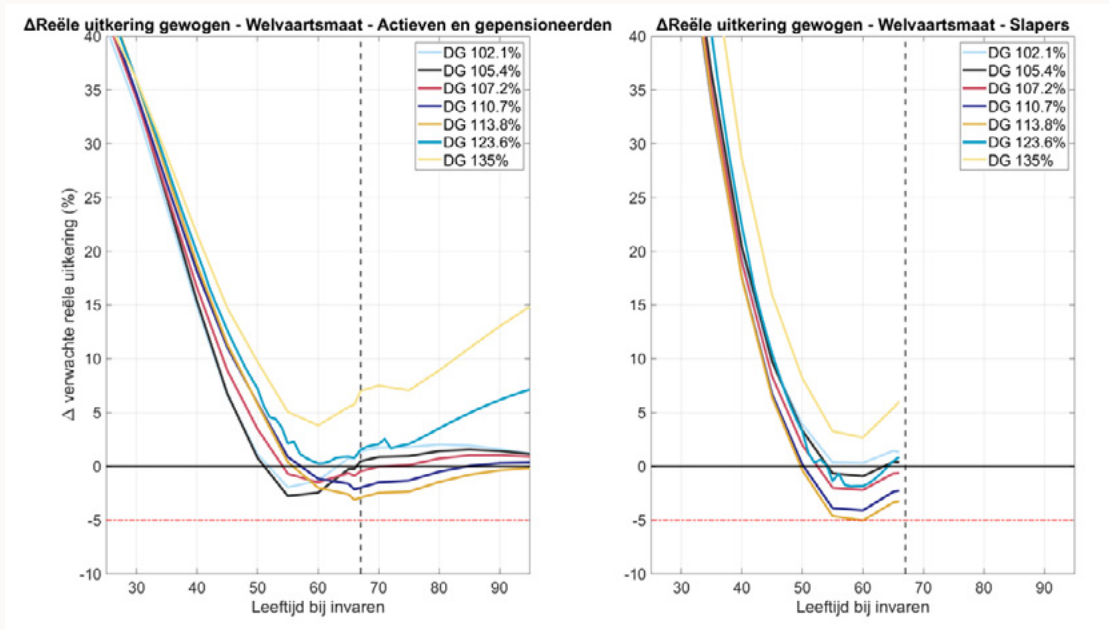 ΔReële uitkering gewogen - Welvaartsmaat - Actieven en gepensioneerden
40
35
30
25
20
15
10
5
0
-5
-10
Δ verwachte reële uitkering (%)
DG 102.1%
DG 105.4%
DG 107.2%
DG 110.7%
DG 113.8%
DG 123.6%
DG 135%
30 40 50 60 70 80 90
Leeftijd bij invaren
ΔReële uitkering gewogen - Welvaartsmaat - Slapers
40
35
30
25
20
15
10
5
0
-5
-10
DG 102.1%
DG 105.4%
DG 107.2%
DG 110.7%
DG 113.8%
DG 123.6%
DG 135%
30 40 50 60 70 80 90
Leeftijd bij invaren